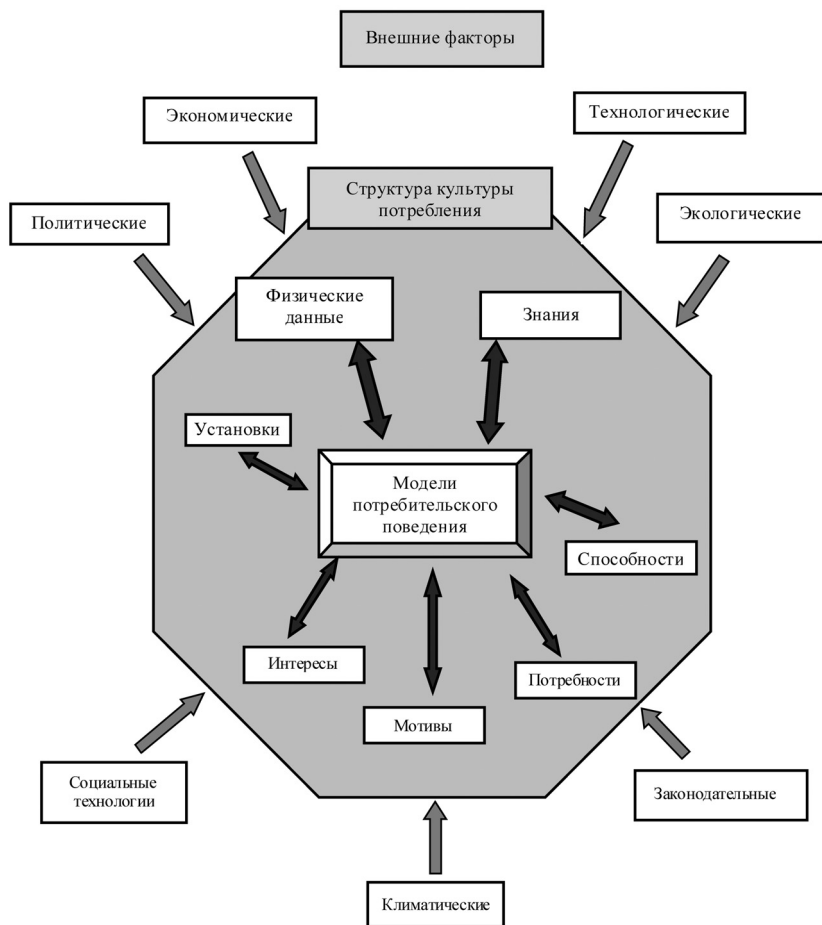 Внешние факторы
Экономические
Технологические
Структура культуры
потребления
Политические
Экологические
Физические
данные
Знания
Установки
Модели
потребительского
поведения
Способности
Интересы
Потребности
Мотивы
Социальные
технологии
Законодательные
Климатические